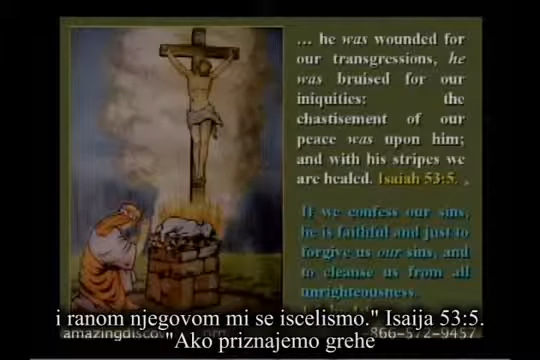 ... he was wounded for
our transgressions, he
was bruised for our
iniquities: the
chastisement of our
peace was upon him;
and with his stripes we
are healed. Isaiah 53:5. ,
If we confess our sins,
he is faithful and just to
forgive us our sins, and
to cleanse us from all
unrighteousness.
i ranom njegovom mi se iscelismo." Isaija 53:5.
"Ako priznajemo grehe
amazingdiscov
866-572-9457